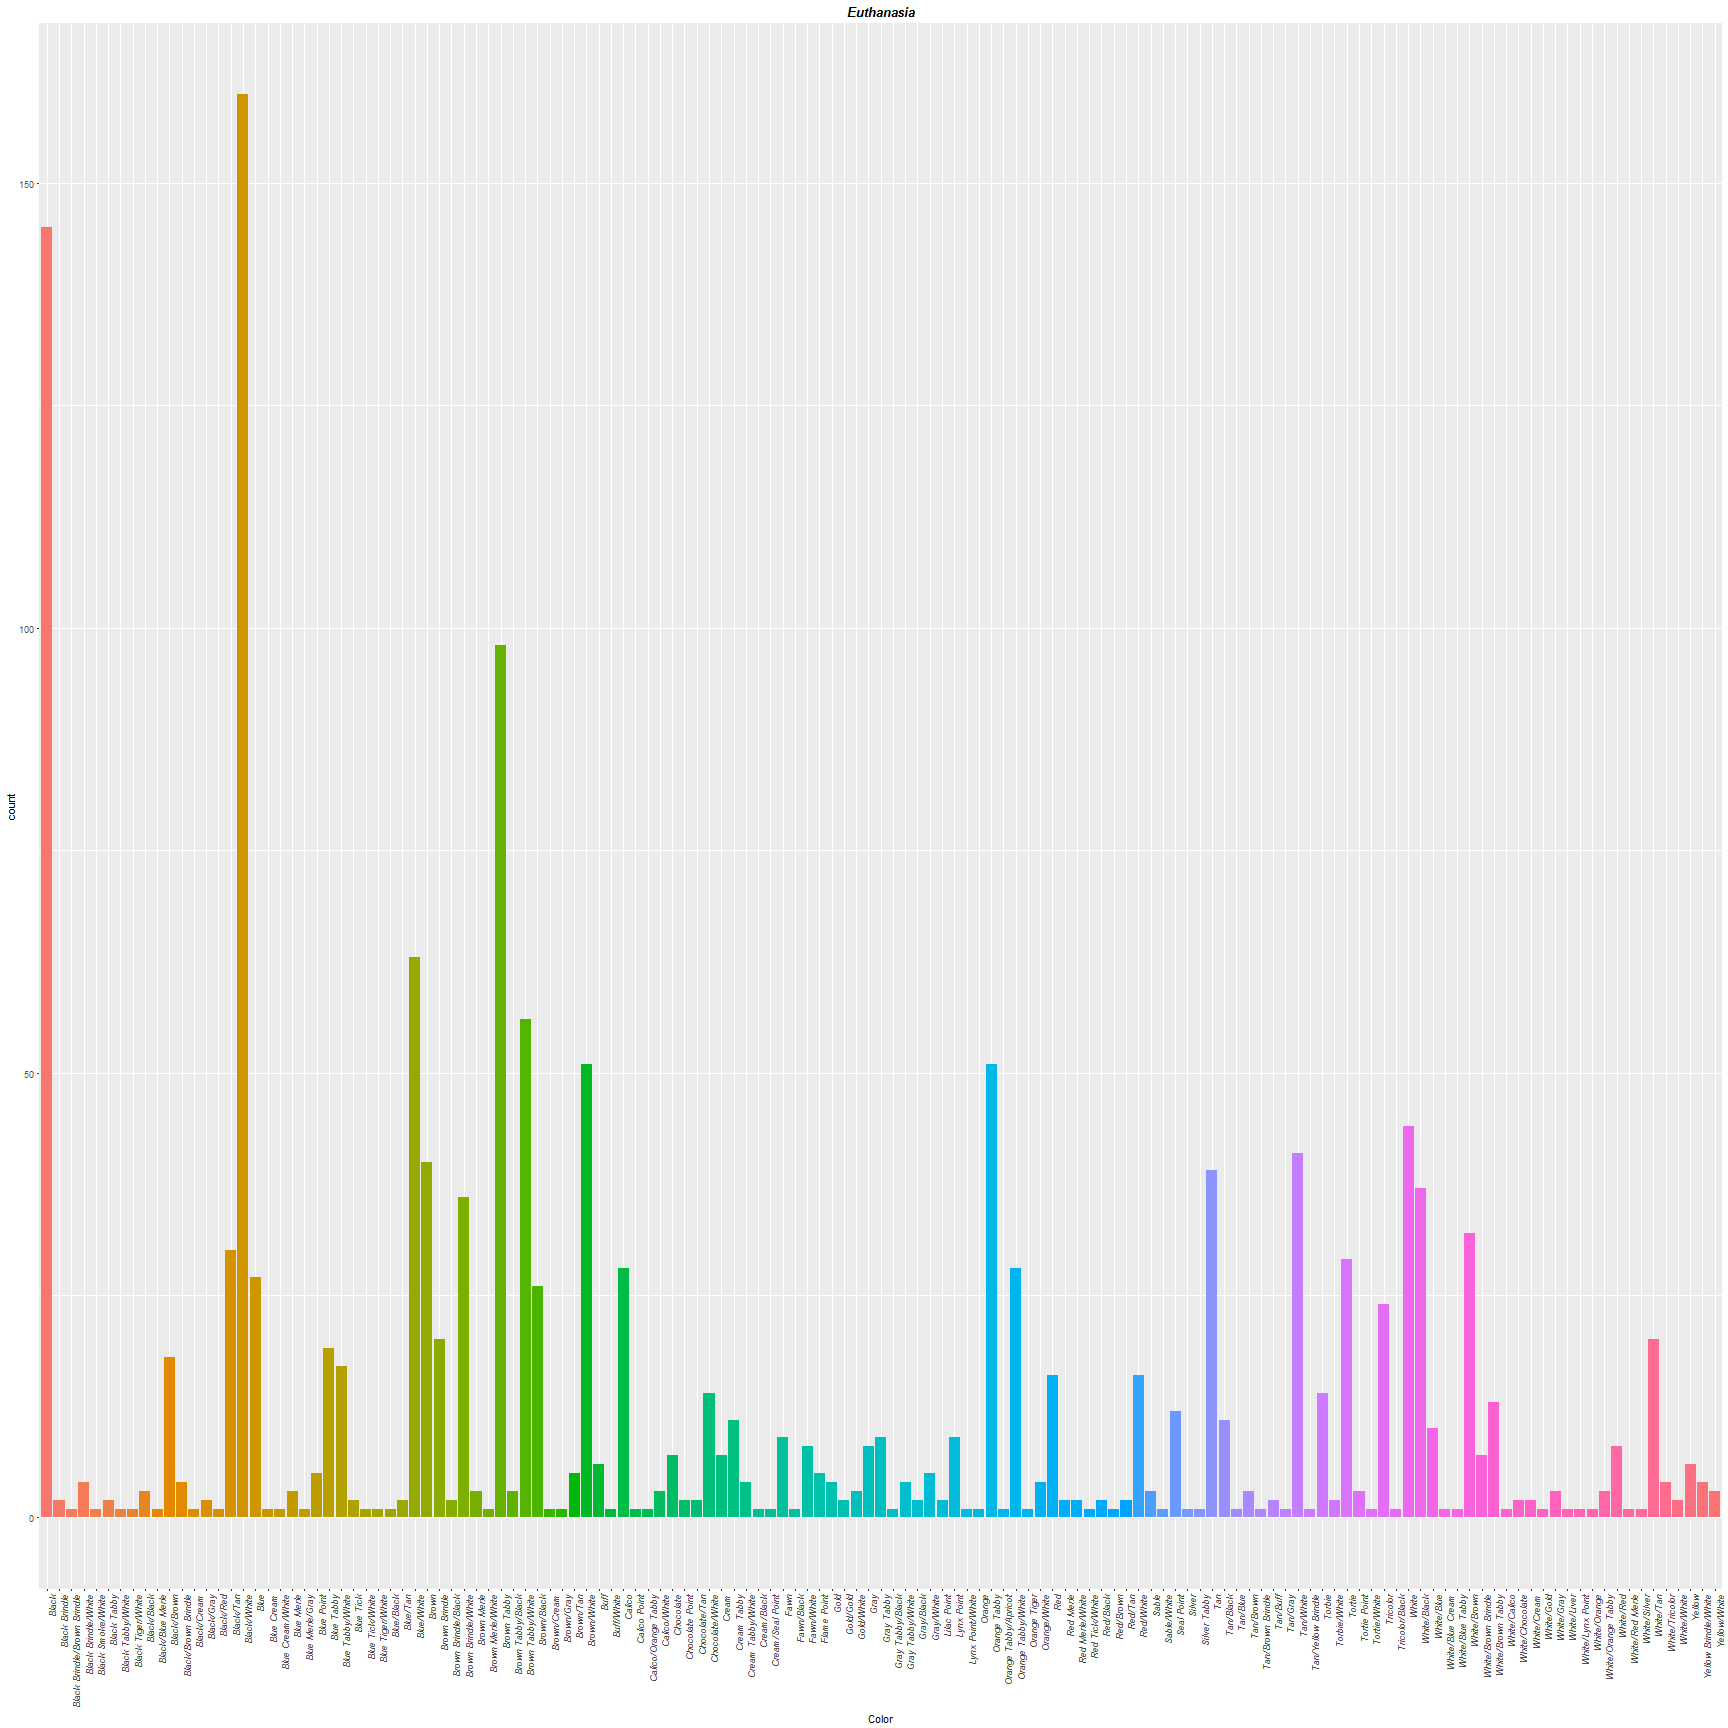 Euthanasia
count
150
100
50
0
Black
Black Brindle
Black Brindle/Brown Brindle
Black Brindle/White
Black Smoke/White
Black Tabby
Black Tabby/White
Black Tiger/White
Black/Black
Black/Blue Merle
Black/Brown
Black/Brown Brindle
Black/Cream
Black/Gray
Black/Red
Black/Tan
Black/White
Blue
Blue Cream
Blue Cream/White
Blue Merle
Blue Merle/Gray
Blue Point
Blue Tabby
Blue Tabby/White
Blue Tick
Blue Tick/White
Blue Tiger/White
Blue/Black
Blue/Tan
Blue/White
Brown
Brown Brindle
Brown Brindle/Black
Brown Brindle/White
Brown Merle
Brown Merle/White
Brown Tabby
Brown Tabby/Black
Brown Tabby/White
Brown/Black
Brown/Cream
Brown/Gray
Brown/Tan
Brown/White
Buff
Buff/White
Calico
Calico Point
Calico/Orange Tabby
Calico/White
Chocolate
Chocolate Point
Chocolate/Tan
Chocolate/White
Cream
Cream Tabby
Cream Tabby/White
Cream/Black
Cream/Seal Point
Fawn
Fawn/Black
Fawn/White
Flame Point
Gold
Gold/Gold
Gold/White
Gray
Gray Tabby
Gray Tabby/Black
Gray Tabby/White
Gray/Black
Gray/White
Lilac Point
Lynx Point
Lynx Point/White
Orange
Orange Tabby
Orange Tabby/Apricot
Orange Tabby/White
Orange Tiger
Orange/White
Red
Red Merle
Red Merle/White
Red Tick/White
Red/Black
Red/Brown
Red/Tan
Red/White
Sable
Sable/White
Seal Point
Silver
Silver Tabby
Tan
Tan/Black
Tan/Blue
Tan/Brown
Tan/Brown Brindle
Tan/Buff
Tan/Gray
Tan/White
Tan/Yellow Brindle
Torbie
Torbie/White
Tortie
Tortie Point
Tortie/White
Tricolor
Tricolor/Black
White
White/Black
White/Blue
White/Blue Cream
White/Blue Tabby
White/Brown
White/Brown Brindle
White/Brown Tabby
White/Calico
White/Chocolate
White/Cream
White/Gold
White/Gray
White/Liver
White/Lynx Point
White/Orange
White/Orange Tabby
White/Red
White/Red Merle
White/Silver
White/Tan
White/Tricolor
White/White
Yellow
Yellow Brindle/White
Yellow/White
Color